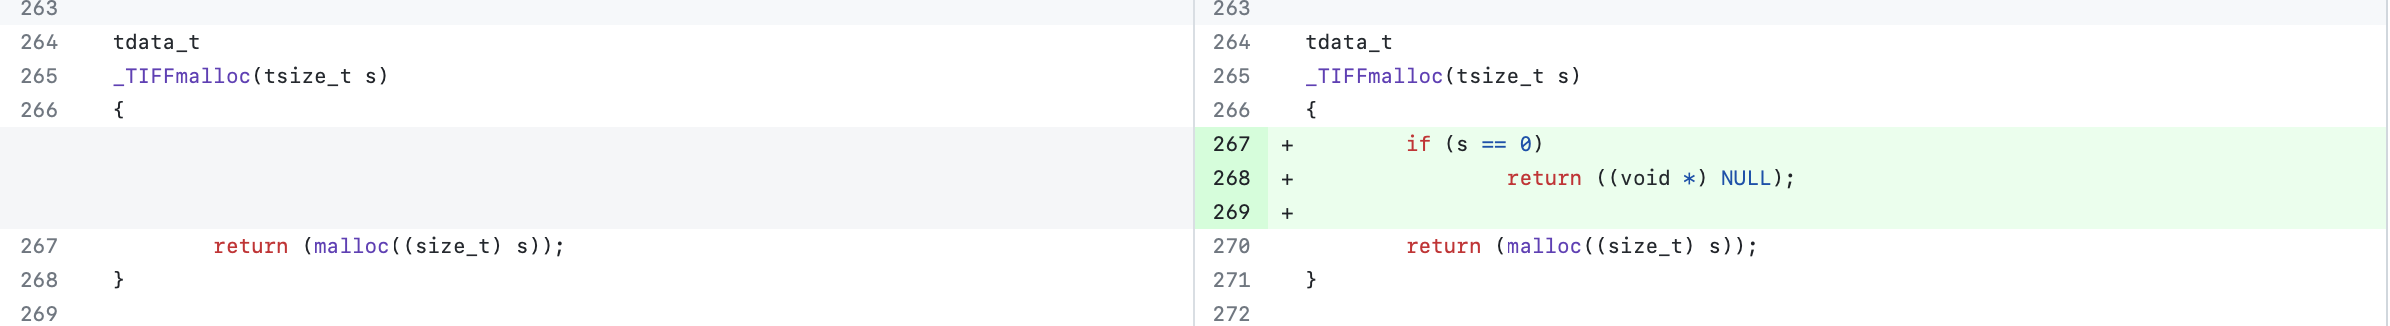 263
264 tdata_t
265 _TIFFmalloc(tsize_t s)
266 {
267 return (malloc((size_t) s));
268 }
269
263
264 tdata_t
265 _TIFFmalloc(tsize_t s)
266 {
267 + if (s == 0)
268 + return ((void *) NULL);
269 +
270 return (malloc((size_t) s));
271 }
272